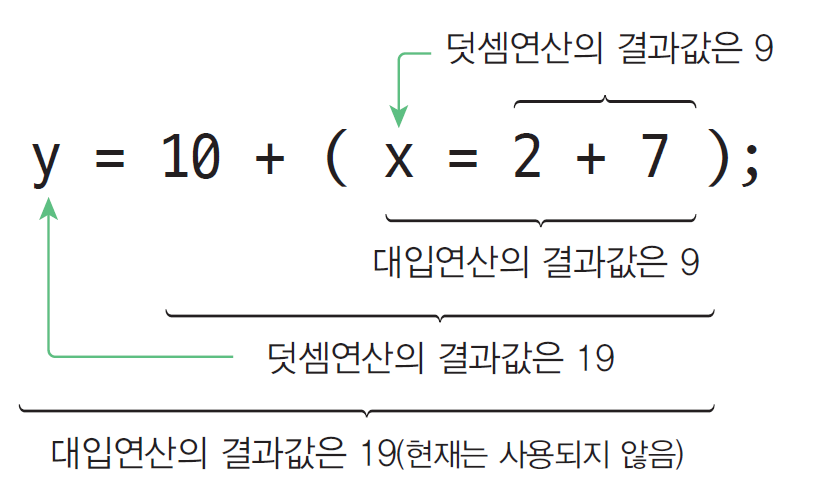 덧셈연산의 결과값은 9
y = 10 + ( x = 2 + 7 );
대입연산의 결과값은 9
덧셈연산의 결과값은 19
대입연산의 결과값은 19(현재는 사용되지 않음)